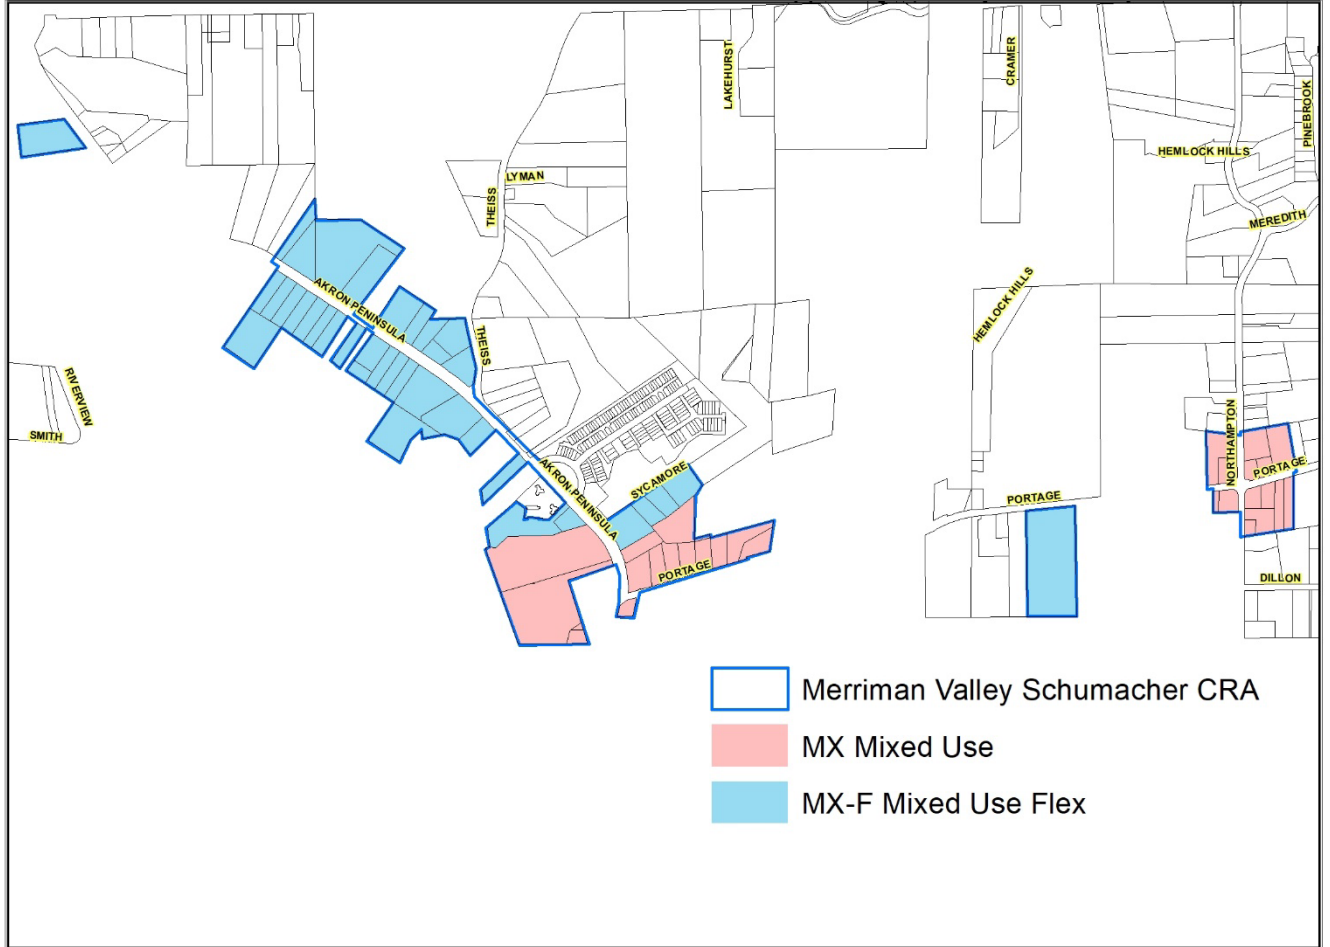 LAKEHURST
CRAMER
PINEBROOK
HEMLOCK HILLS
LYMAN
THEISS
MEREDITH
AKRON PENINSULA
HEMLOCK HILLS
THEISS
RIVERVIEW
SMITH
NORTHAMPTON
PORTAGE
AKRON PENINSULA
SYCAMORE
PORTAGE
PORTAGE
DILLON
Merriman Valley Schumacher CRA
MX Mixed Use
MX-F Mixed Use Flex